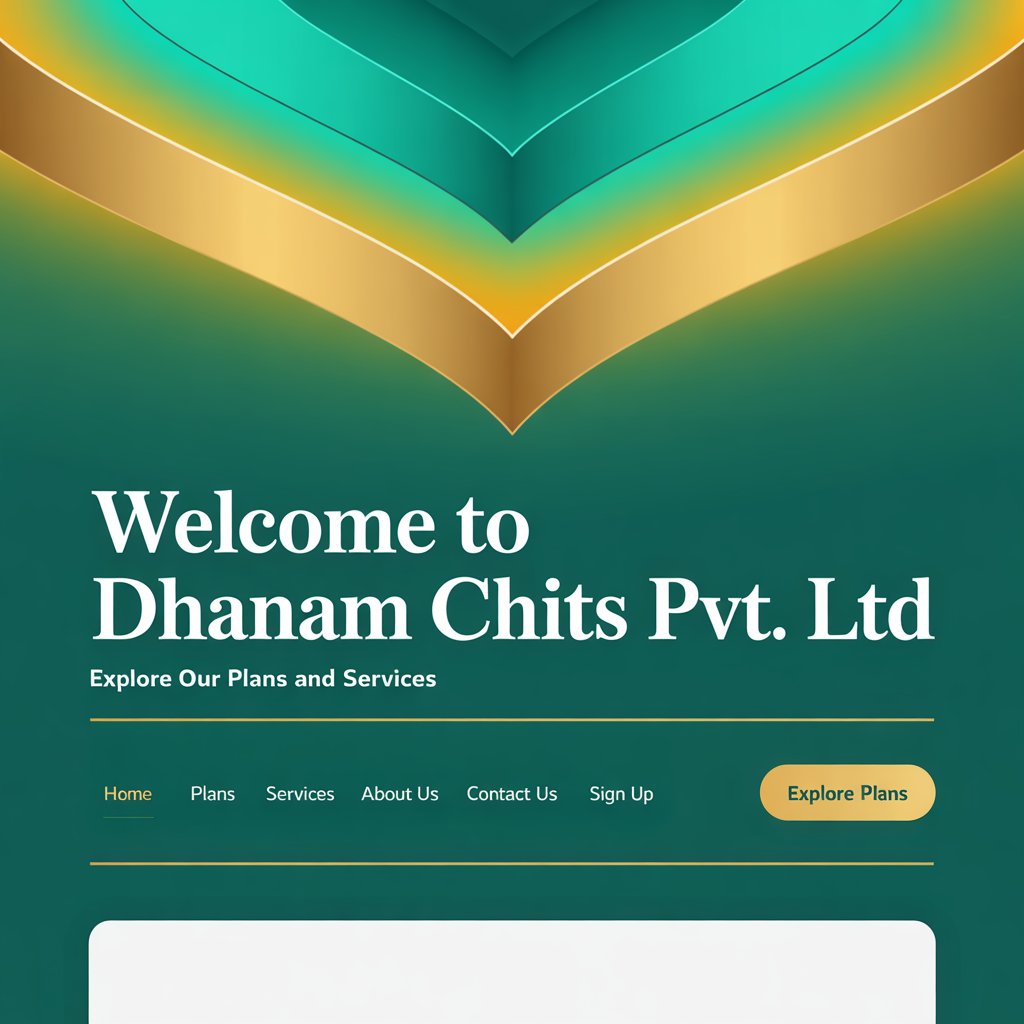 Welcome to
Dhanam Chits Pvt. Ltd
Explore Our Plans and Services
Home Plans Services About Us Contact Us Sign Up Explore Plans